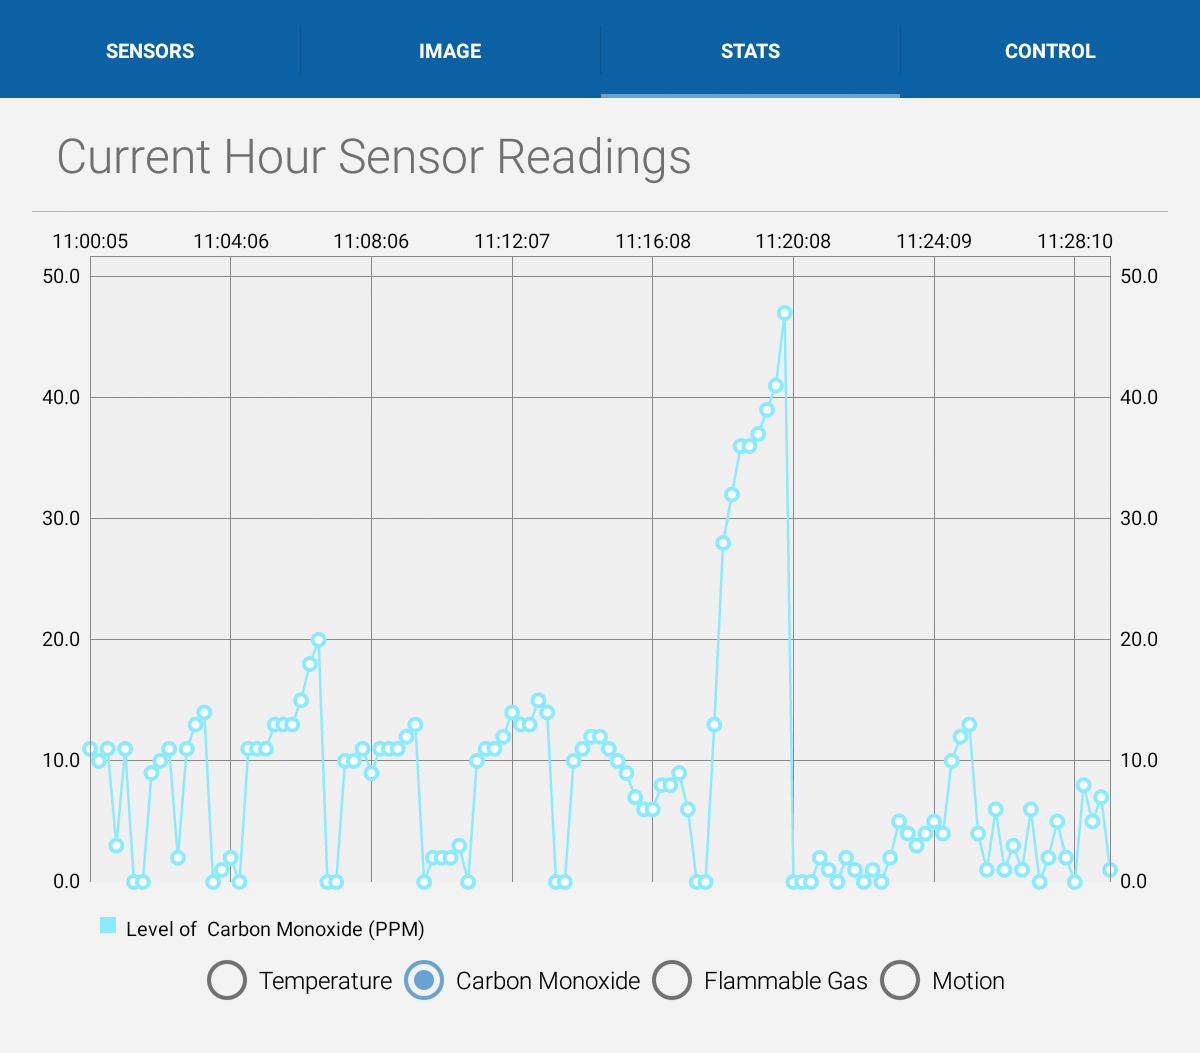 SENSORS IMAGE STATS CONTROL
Current Hour Sensor Readings
11:00:05 11:04:06 11:08:06 11:12:07 11:16:08 11:20:08 11:24:09 11:28:10
50.0 50.0
40.0 40.0
30.0 30.0
20.0 20.0
10.0 10.0
0.0 0.0
Level of Carbon Monoxide (PPM)
Temperature Carbon Monoxide Flammable Gas Motion